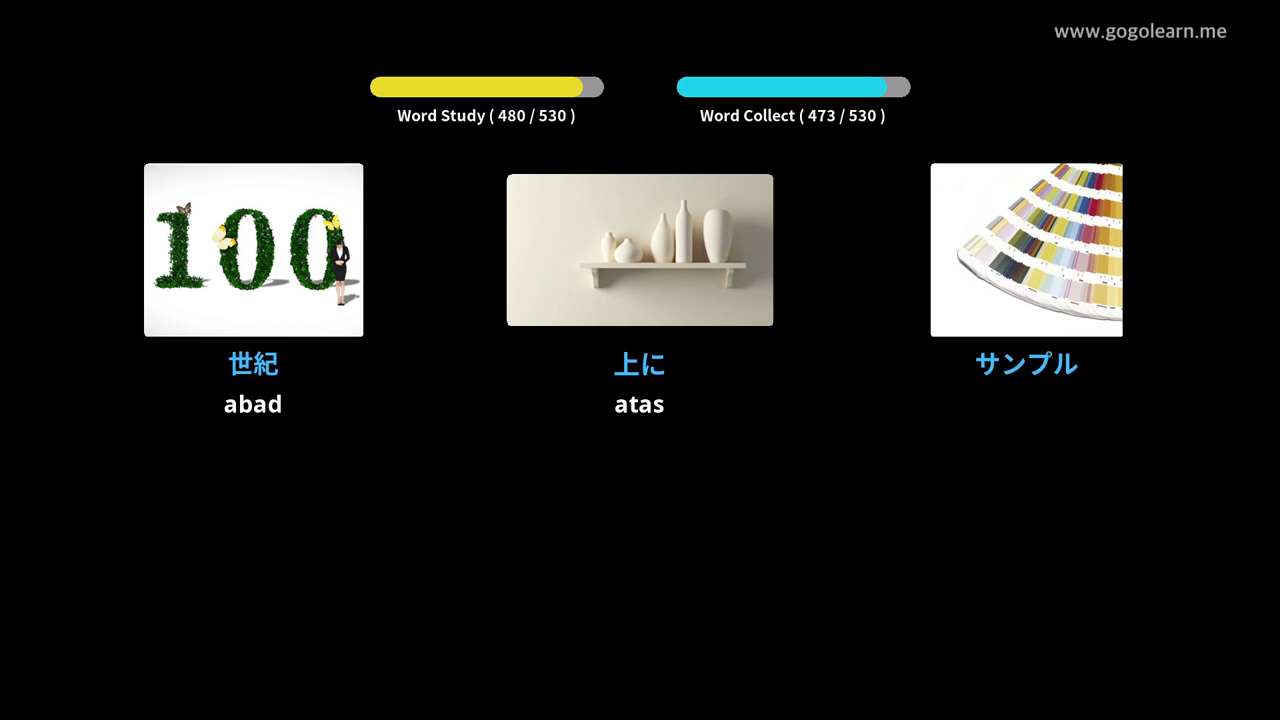 www.gogolearn.me
Word Study ( 480 / 530 )
Word Collect ( 473 / 530 )
100
世紀
上に
サンプル
abad
atas